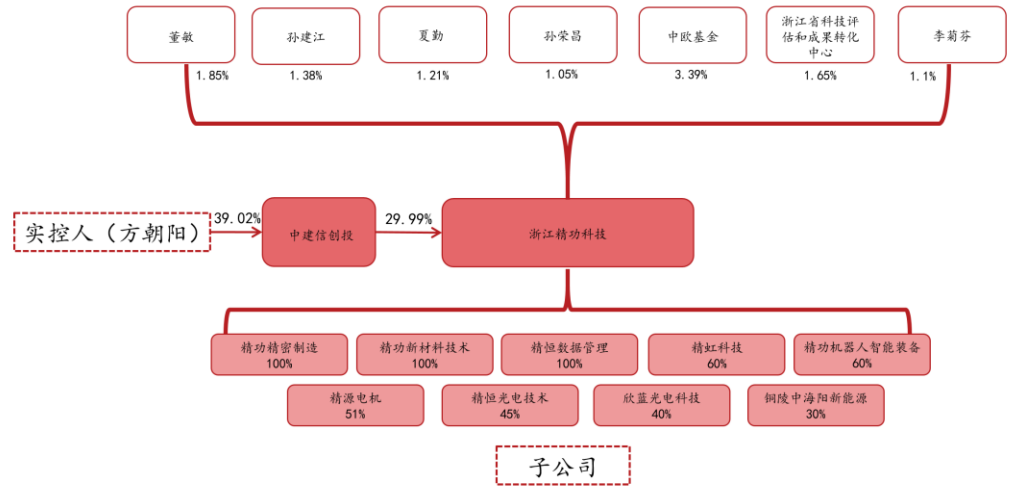 董敏
孙建江
夏勤
孙荣昌
中欧基金
浙江省科技评
估和成果转化
中心
李菊芬
1.85%
1.38%
1.21%
1.05%
3.39%
1.65%
1.1%
实控人（方朝阳）
39.02%
中建信创投
29.99%
浙江精功科技
精功精密制造
100%
精功新材料技术
100%
精恒数据管理
100%
精虹科技
60%
精功机器人智能装备
60%
精源电机
51%
精恒光电技术
45%
欣蓝光电科技
40%
铜陵中海阳新能源
30%
子公司